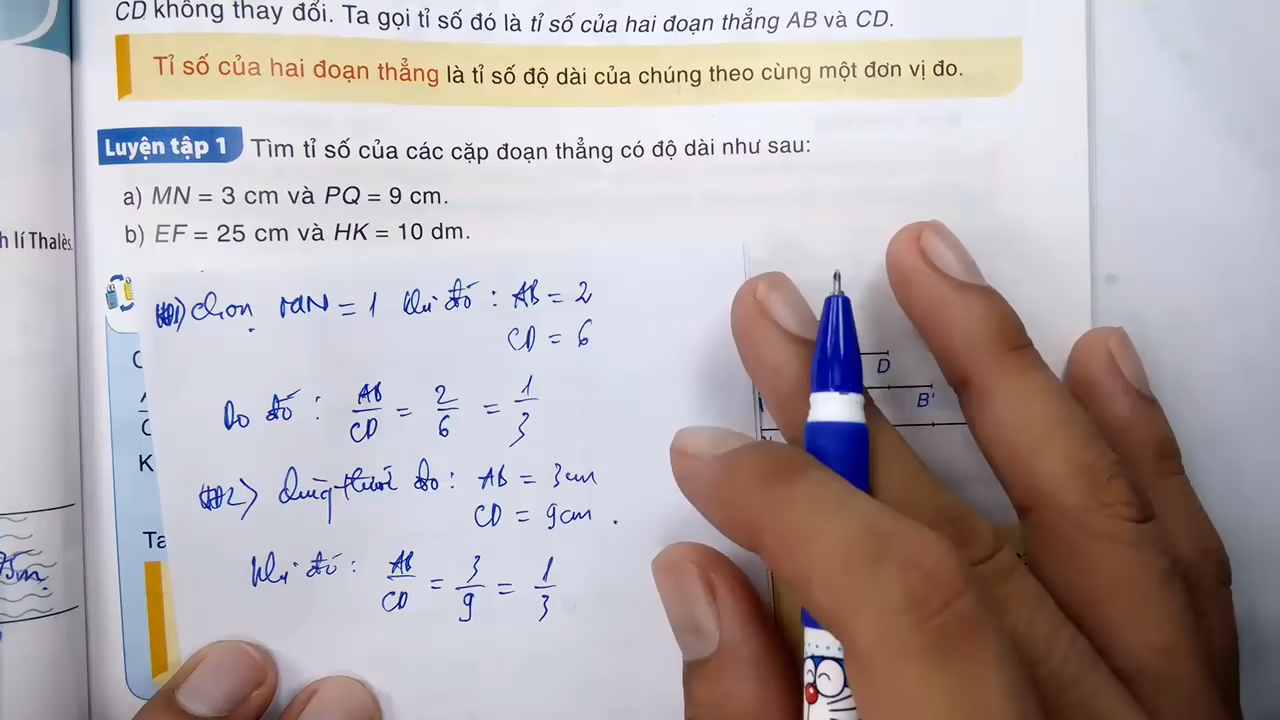 CD không thay đổi. Ta gọi tỉ số đó là tỉ số của hai đoạn thẳng AB và CD.
Tỉ số của hai đoạn thẳng là tỉ số độ dài của chúng theo cùng một đơn vị đo.
Luyện tập 1 Tìm tỉ số của các cặp đoạn thẳng có độ dài như sau:
a) MN = 3 cm và PQ = 9 cm.
b) EF = 25 cm và HK = 10 dm.
h lí Thalès.
HĐ1) Chọn MN = 1 khi đó : AB = 2
CD = 6
D
B'
Do đó : AB/CD = 2/6 = 1/3
K
HĐ2) Dùng thước đo : AB = 3cm
CD = 9cm .
Ta
Khi đó : AB/CD = 3/9 = 1/3